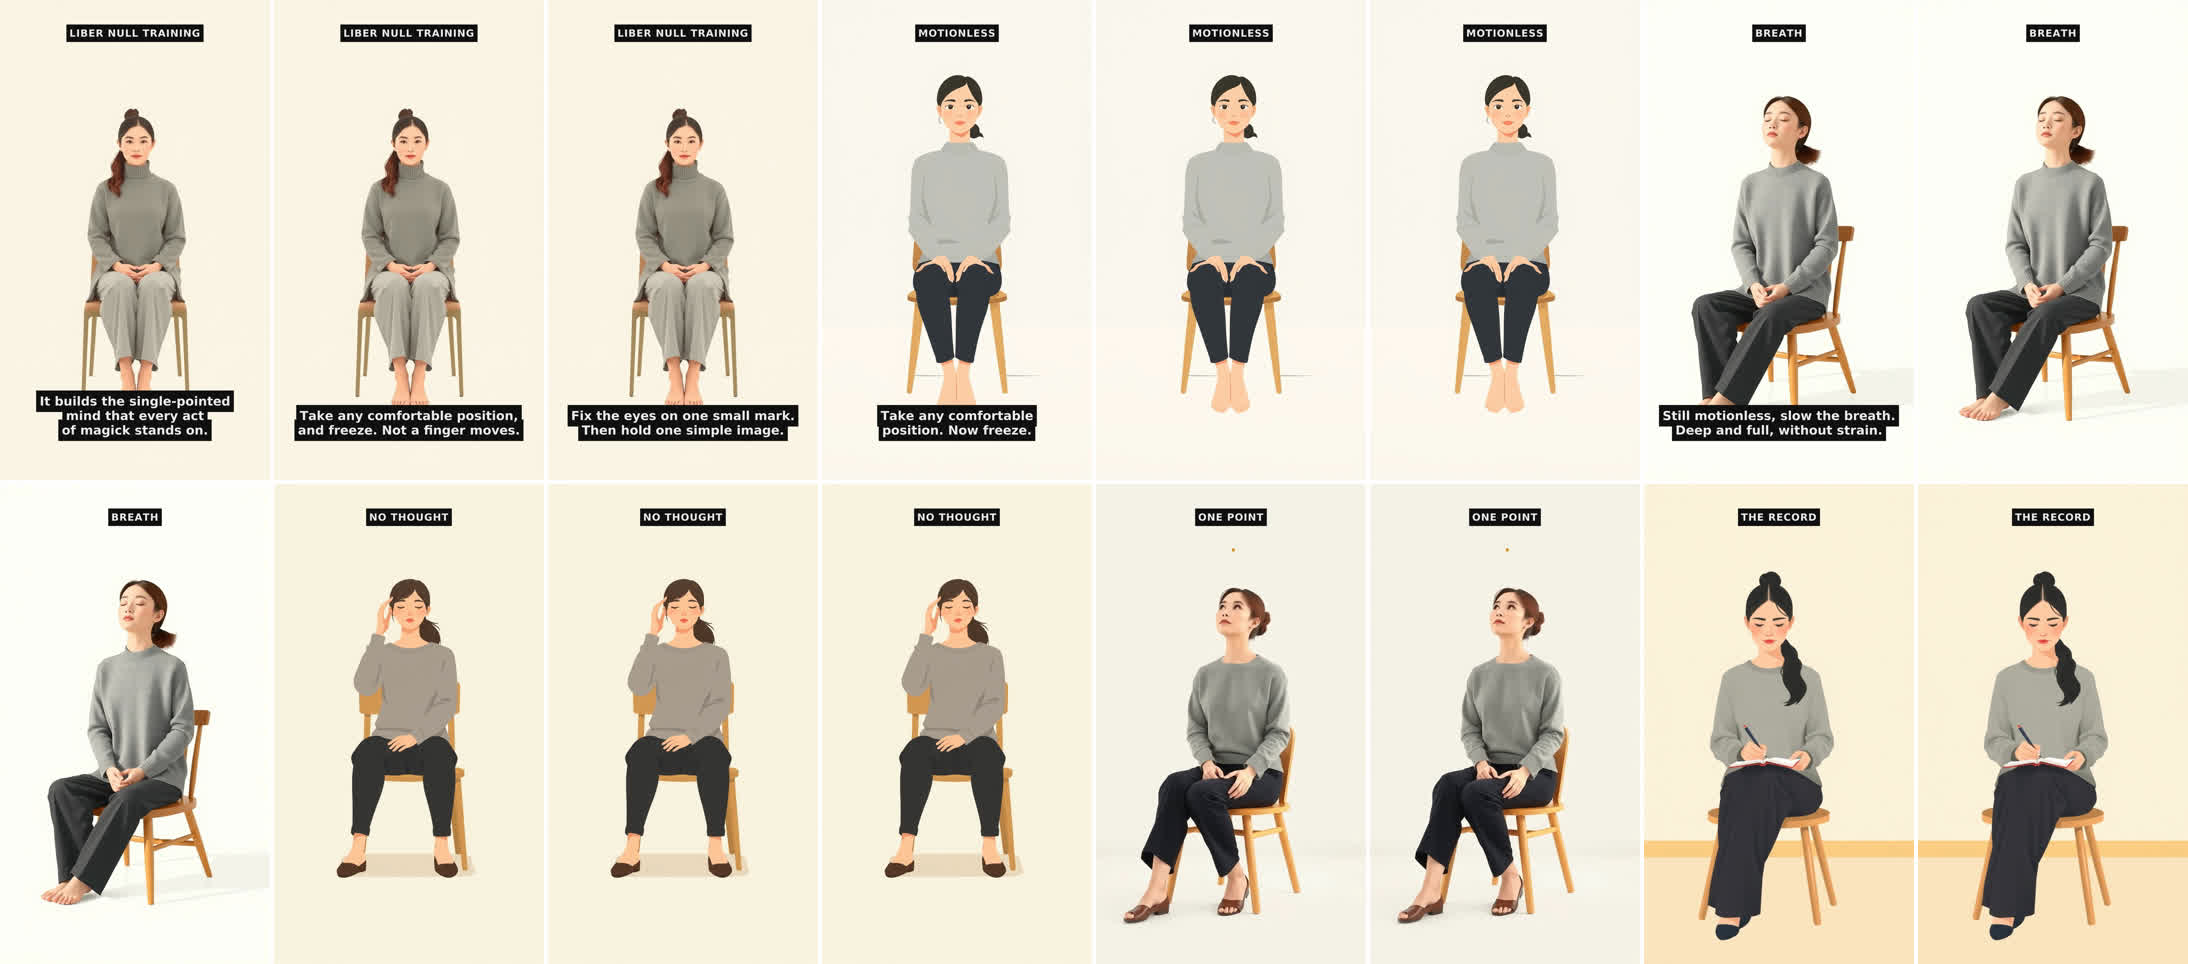 LIBER NULL TRAINING
It builds the single-pointed
mind that every act
of magick stands on.
LIBER NULL TRAINING
Take any comfortable position,
and freeze. Not a finger moves.
LIBER NULL TRAINING
Fix the eyes on one small mark.
Then hold one simple image.
MOTIONLESS
Take any comfortable
position. Now freeze.
MOTIONLESS
MOTIONLESS
BREATH
Still motionless, slow the breath.
Deep and full, without strain.
BREATH
BREATH
NO THOUGHT
NO THOUGHT
NO THOUGHT
ONE POINT
ONE POINT
THE RECORD
THE RECORD